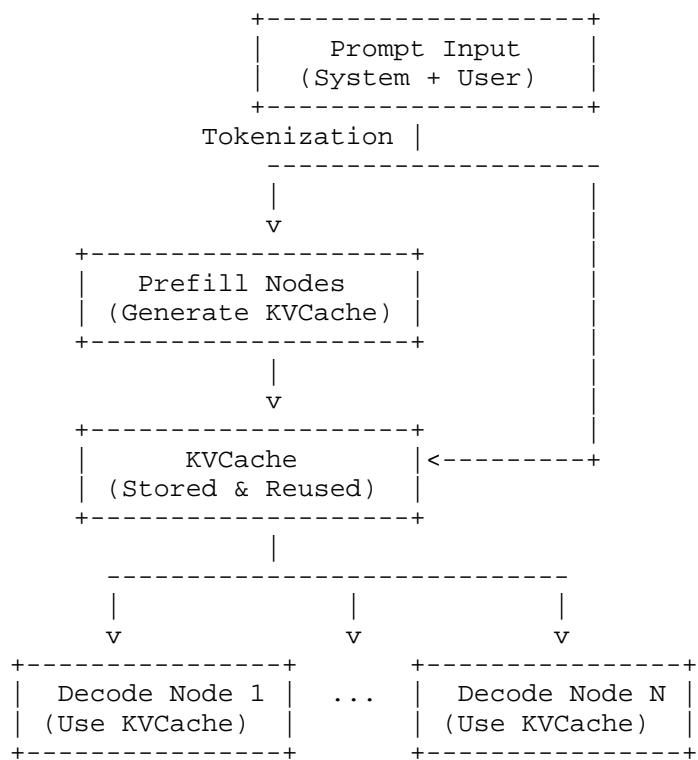 Prompt Input
(System + User)
Tokenization
Prefill Nodes
(Generate KVCache)
KVCache
(Stored & Reused)
Decode Node 1 ... Decode Node N
(Use KVCache) (Use KVCache)